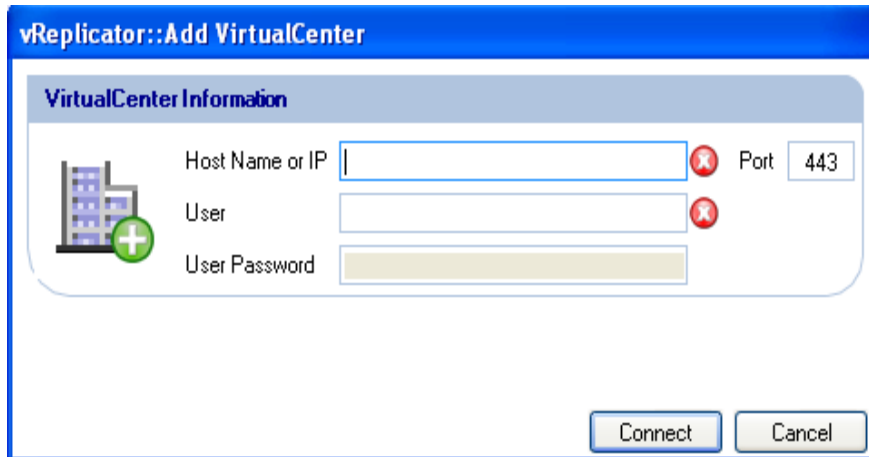 vReplicator::Add VirtualCenter
VirtualCenter Information
Host Name or IP Port 443
User
User Password
Connect Cancel